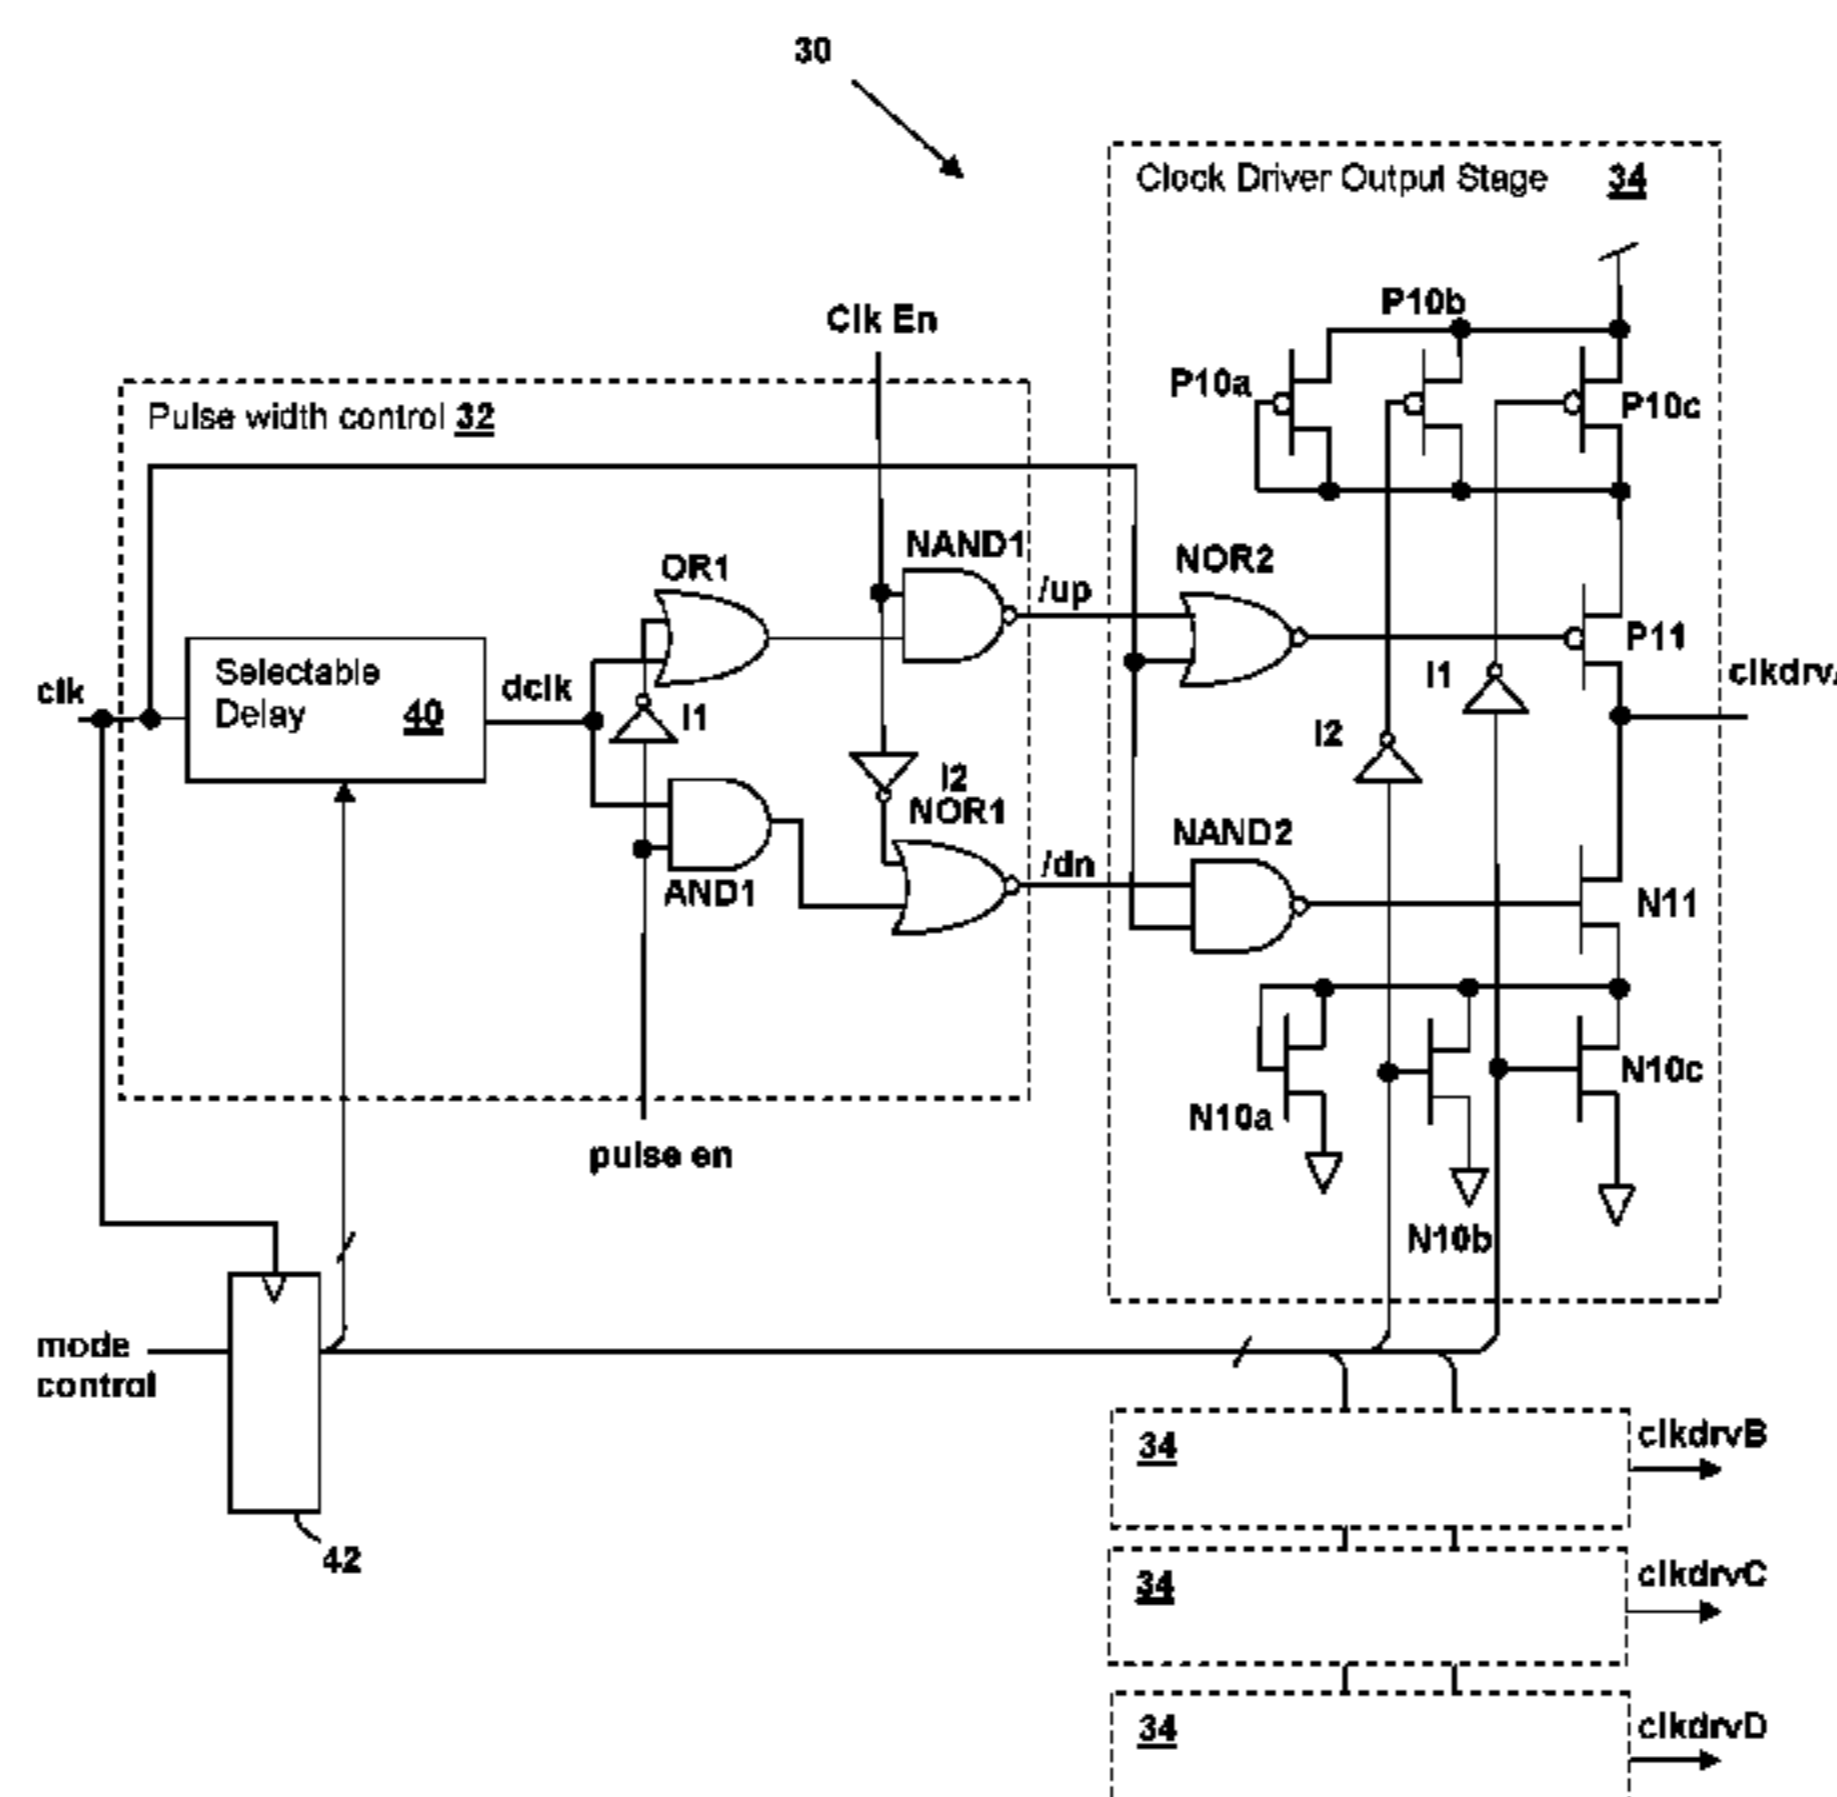 30
Clock Driver Output Stage 34
P10b
Clk En
P10a
P10c
Pulse width control 32
NAND1
OR1
/up
NOR2
P11
Selectable
Delay 40
clk
dclk
I1
I1
clkdrv
I2
I2
NOR1
NAND2
/dn
AND1
N11
N10c
N10a
pulse en
N10b
mode
control
34
clkdrvB
42
34
clkdrvC
34
clkdrvD